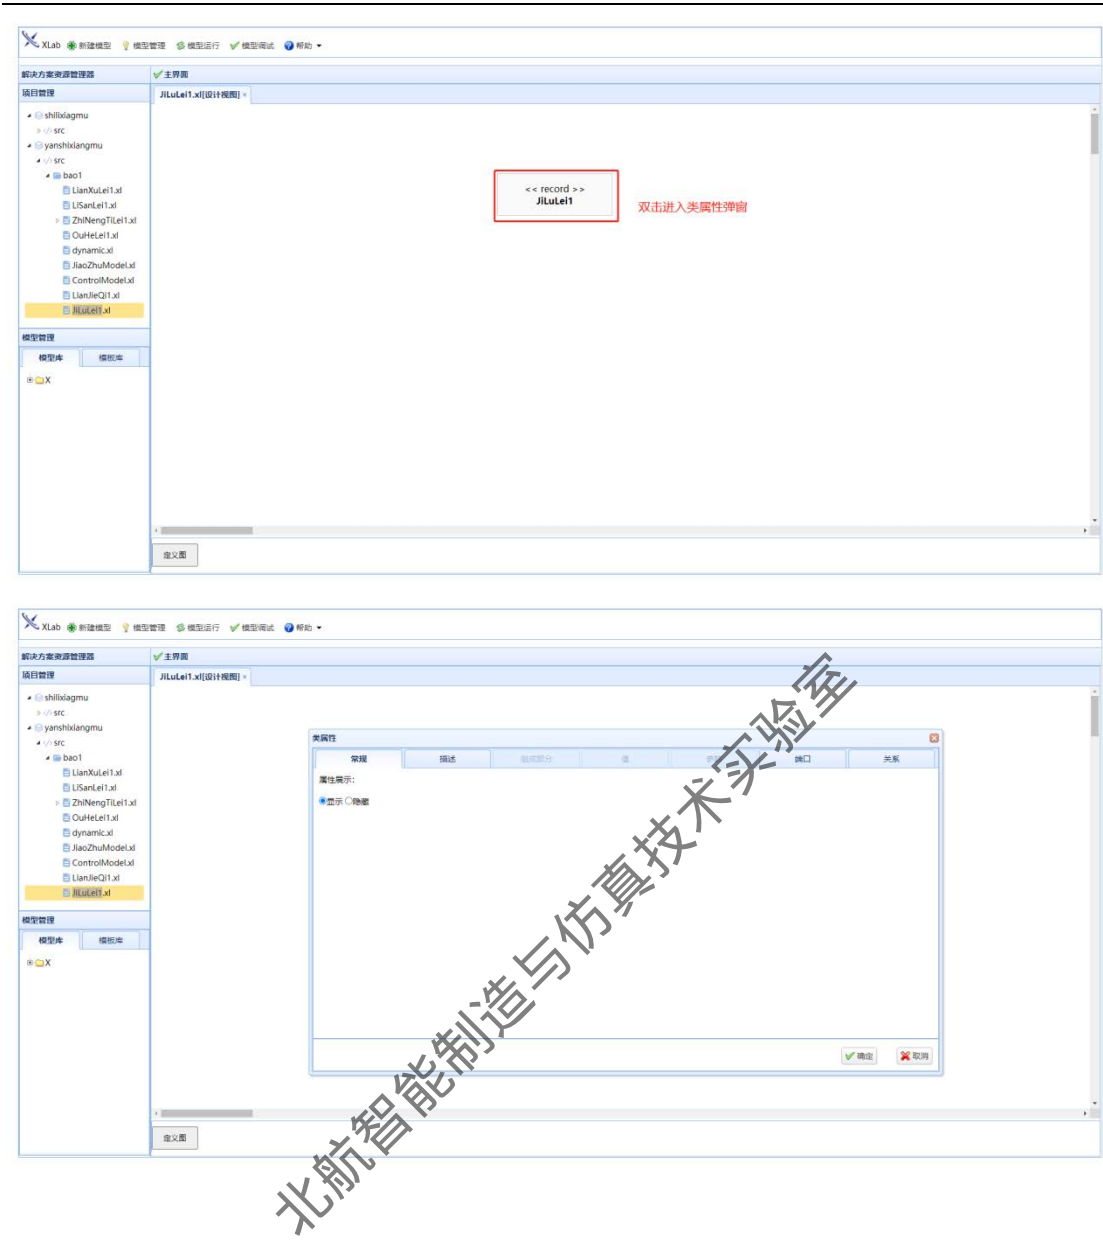 XLab 新建模型 模型管理 模型运行 模型调试 帮助
解决方案资源管理器 主界面
项目管理 JiLuLei1.xl[设计视图] ×
shilixiagmu
src
yanshixiangmu
src
bao1
LianXuLei1.xl
LiSanLei1.xl
<< record >>
JiLuLei1
双击进入类属性弹窗
ZhiNengTiLei1.xl
OuHeLei1.xl
dynamic.xl
JiaoZhuModel.xl
ControlModel.xl
LianJieQi1.xl
JiLuLei1.xl
模型管理
模型库 模板库
X
定义图
XLab 新建模型 模型管理 模型运行 模型调试 帮助
解决方案资源管理器 主界面
项目管理 JiLuLei1.xl[设计视图] ×
shilixiagmu
src
yanshixiangmu
src
bao1
LianXuLei1.xl
LiSanLei1.xl
ZhiNengTiLei1.xl
OuHeLei1.xl
dynamic.xl
JiaoZhuModel.xl
ControlModel.xl
LianJieQi1.xl
JiLuLei1.xl
模型管理
模型库 模板库
X
类属性
常规 描述 组成部分 值 端口 关系
属性展示:
显示 隐藏
确定 取消
定义图
北航智能制造与仿真技术实验室